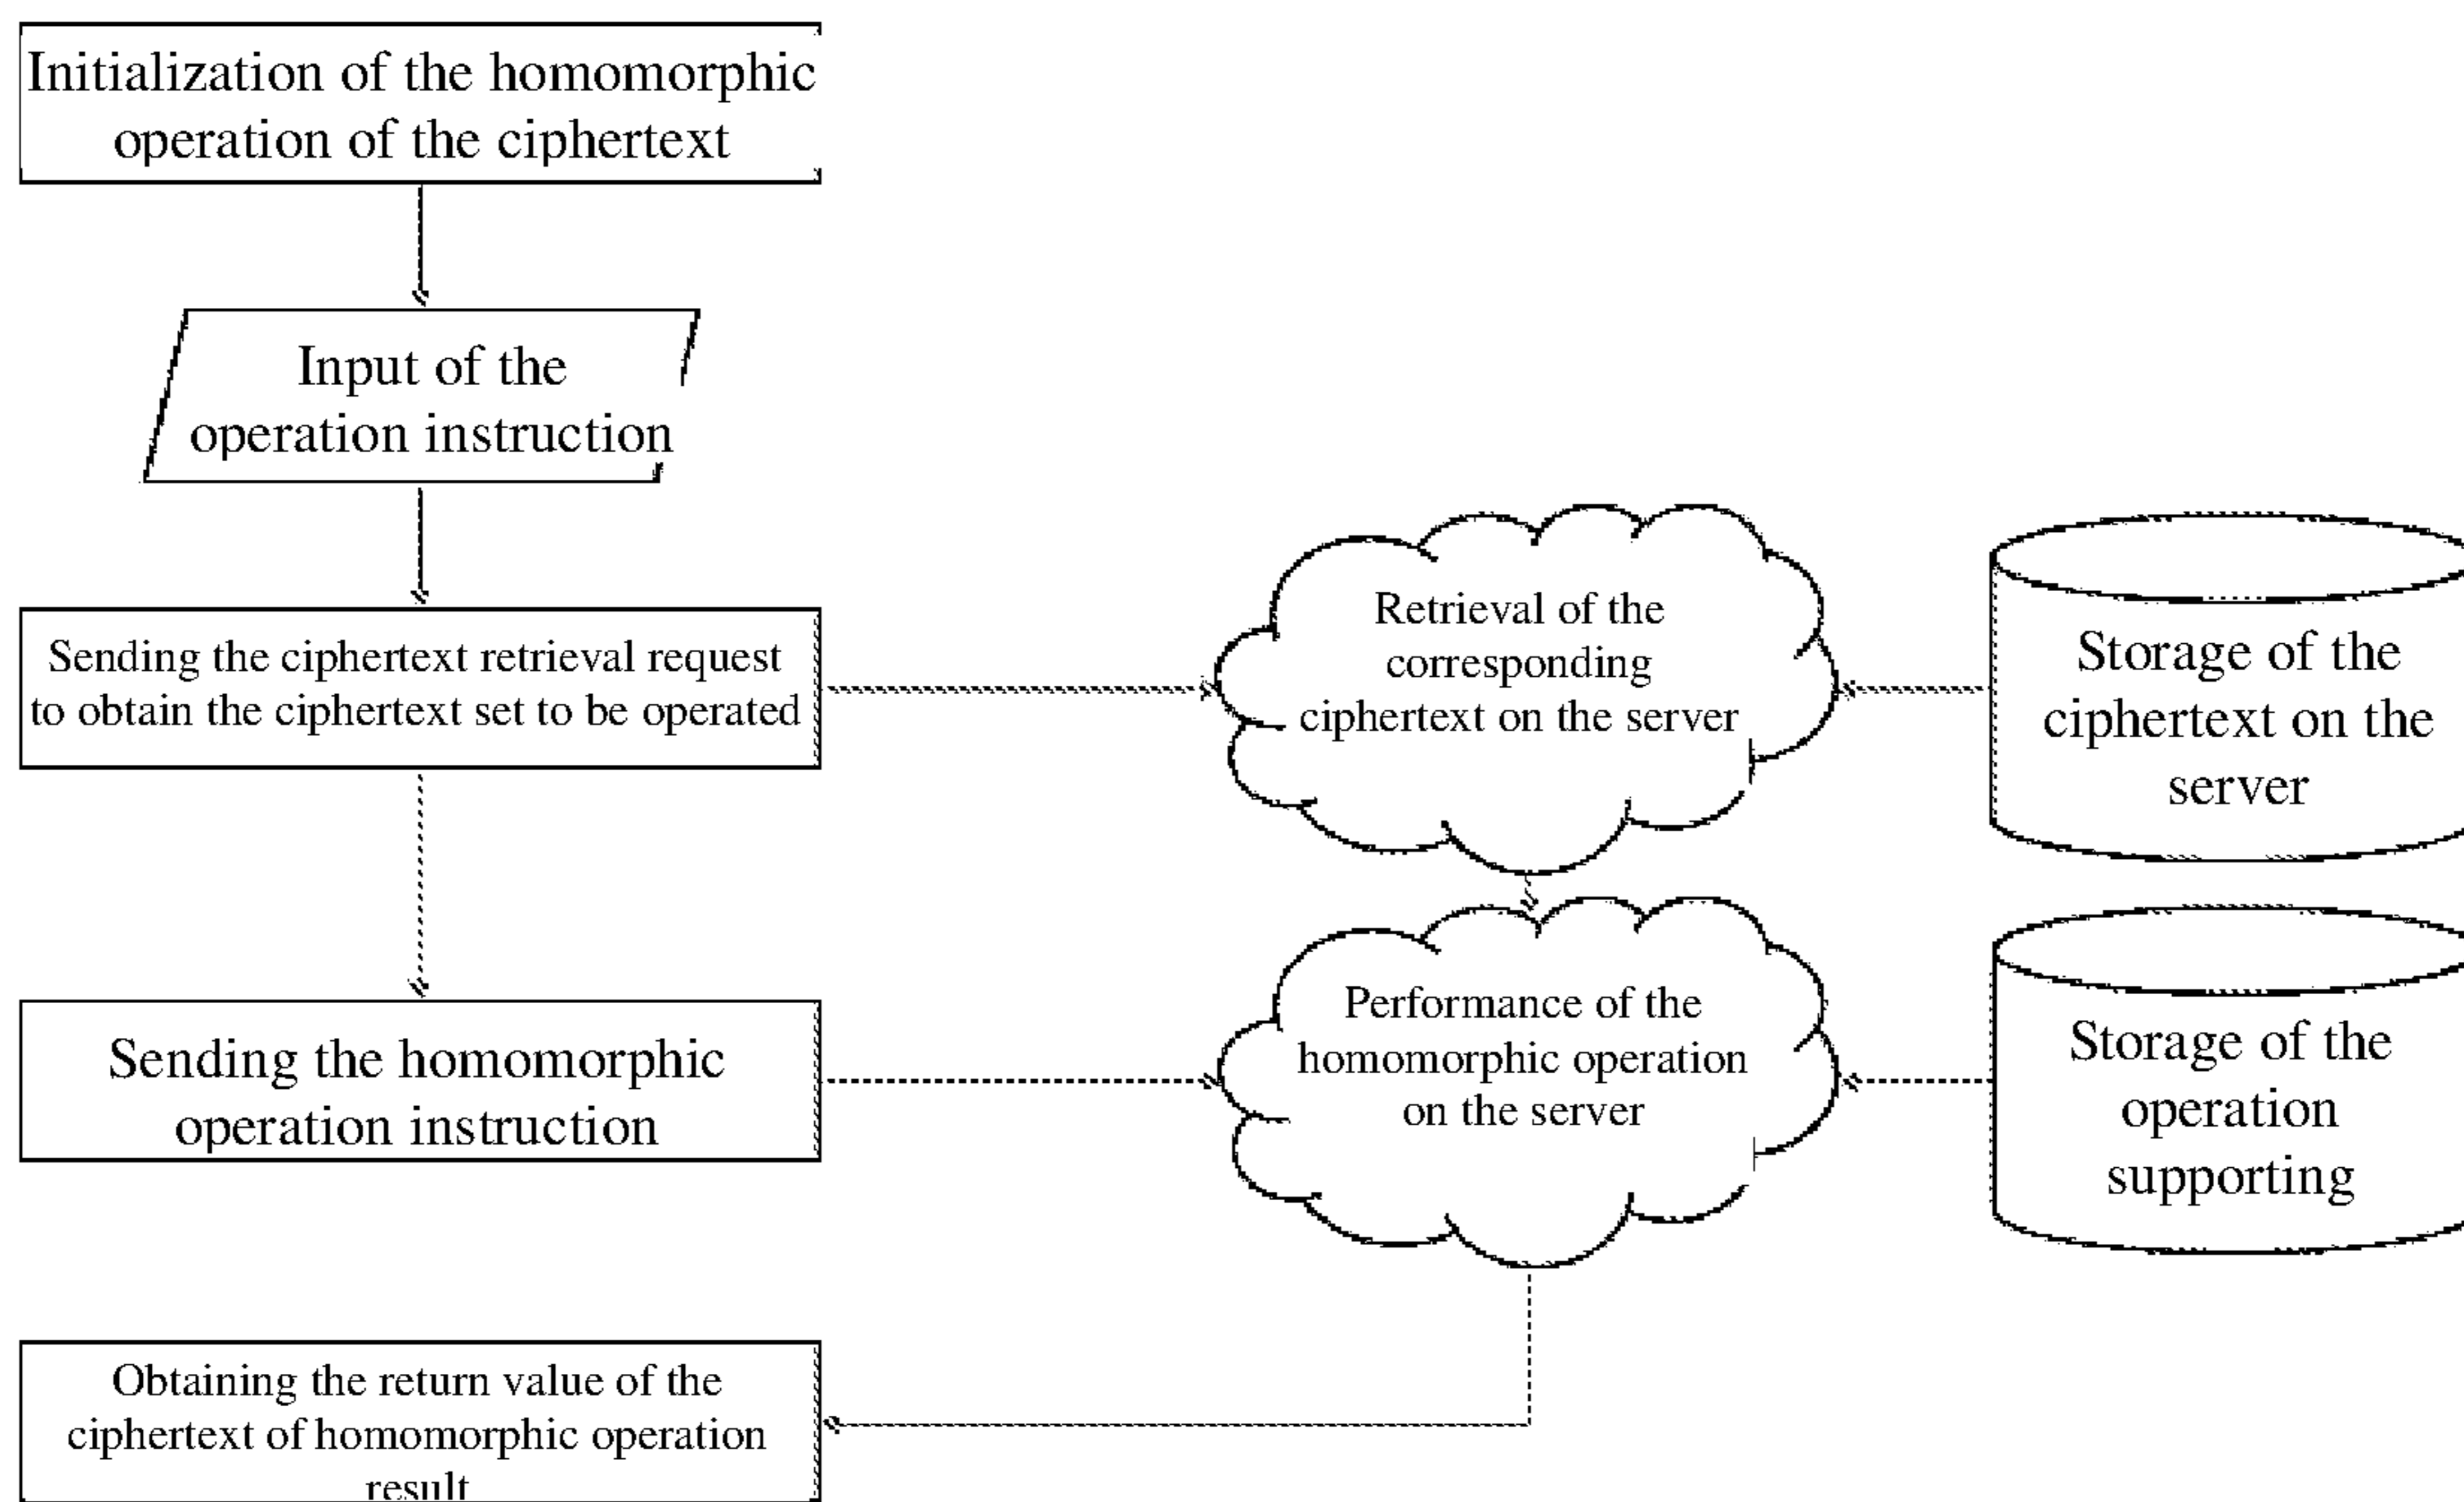 Initialization of the homomorphic
operation of the ciphertext
Input of the
operation instruction
Sending the ciphertext retrieval request
to obtain the ciphertext set to be operated
Retrieval of the
corresponding
ciphertext on the server
Storage of the
ciphertext on the
server
Sending the homomorphic
operation instruction
Performance of the
homomorphic operation
on the server
Storage of the
operation
supporting
Obtaining the return value of the
ciphertext of homomorphic operation
result